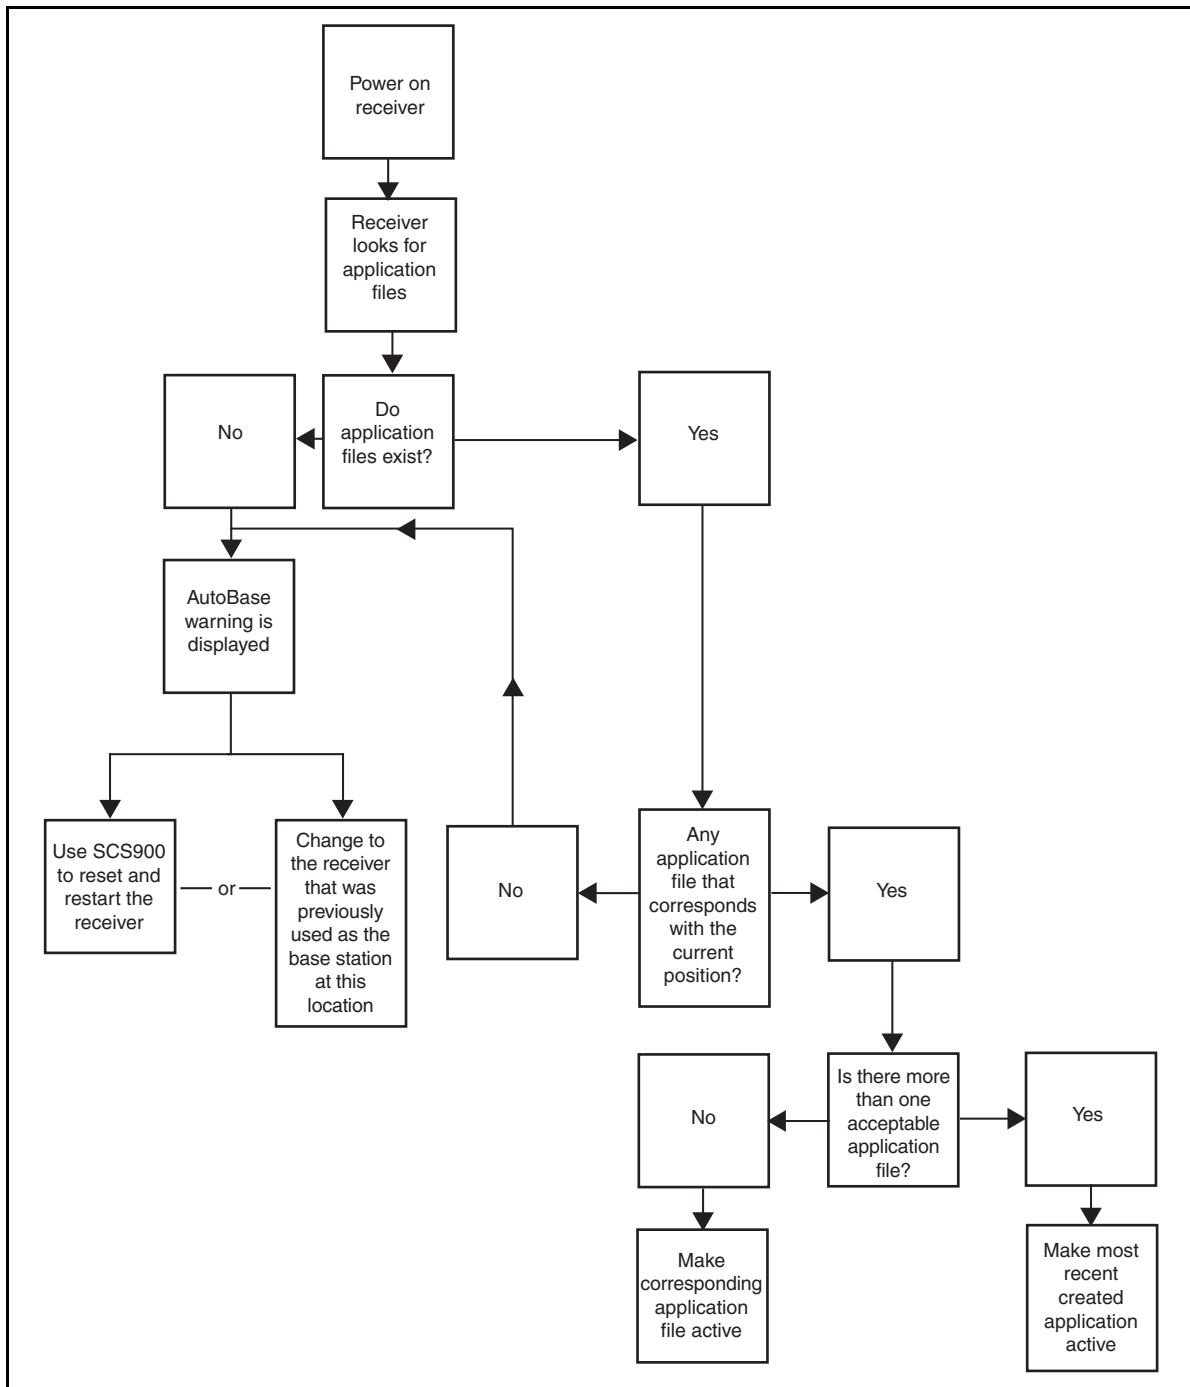 Power on
receiver
Receiver
looks for
application
files
No
Do
application
files exist?
Yes
AutoBase
warning is
displayed
Use SCS900
to reset and
restart the
receiver
or
Change to
the receiver
that was
previously
used as the
base station
at this
location
No
Any
application
file that
corresponds
with the
current
position?
Yes
No
Is there more
than one
acceptable
application
file?
Yes
Make
corresponding
application
file active
Make most
recent
created
application
active